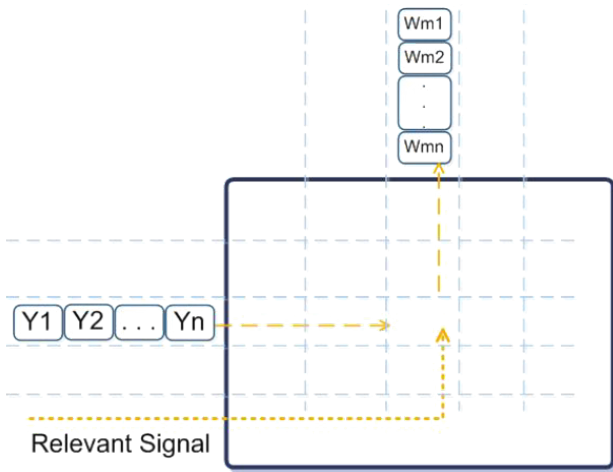 Wm1
Wm2
.
.
.
Wmn
Y1 Y2 . . . Yn
Relevant Signal